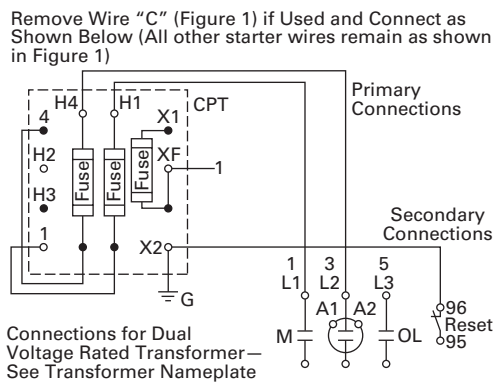 Remove Wire “C” (Figure 1) if Used and Connect as
Shown Below (All other starter wires remain as shown
in Figure 1)
H4 H1 CPT
4 X1
Primary
Connections
H2 XF 1
Fuse Fuse Fuse
H3
1 X2
Secondary
Connections
G
1 3 5
L1 L2 L3
A1 A2
M OL
96
Reset
95
Connections for Dual
Voltage Rated Transformer—
See Transformer Nameplate